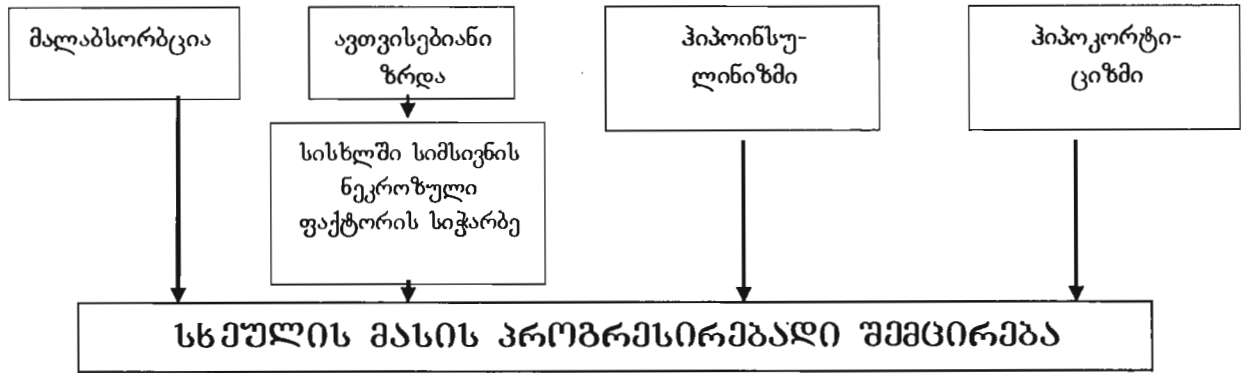 მალაბსორბცია
ავთვისებიანი
ზრდა
ჰიპოინსუ-
ლინიზმი
ჰიპოკორტი-
ციზმი
სისხლში სიმსივნის
ნეკროზული
ფაქტორის სიჭარბე
სხეულის მასის პროგრესირებადი შემცირება